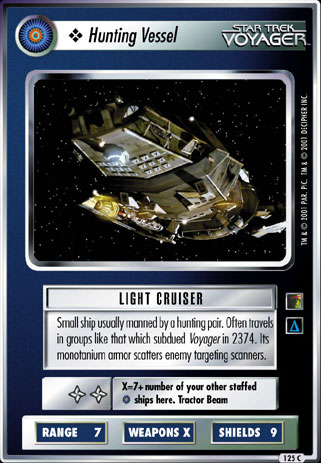 ❖ Hunting Vessel
STAR TREK
VOYAGER™
TM & © 2001 PAR. PIC. TM & © 2001 DECIPHER INC.
LIGHT CRUISER
Small ship usually manned by a hunting pair. Often travels
in groups like that which subdued Voyager in 2374. Its
monotanium armor scatters enemy targeting scanners.
X=7+ number of your other staffed
ships here. Tractor Beam
RANGE 7 WEAPONS X SHIELDS 9
125 C